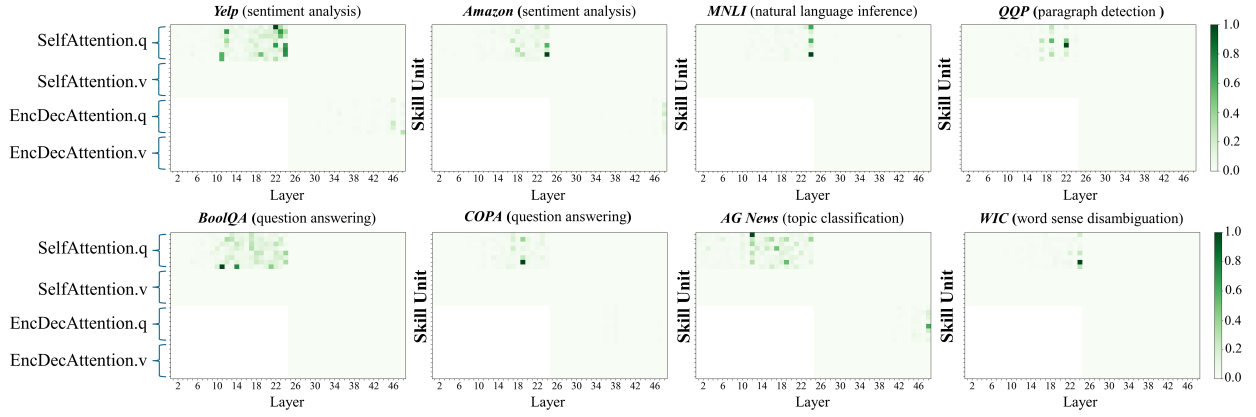 Yelp (sentiment analysis)
Amazon (sentiment analysis)
MNLI (natural language inference)
QQP (paragraph detection )
SelfAttention.q
SelfAttention.v
EncDecAttention.q
EncDecAttention.v
Skill Unit
Skill Unit
Skill Unit
1.0
0.8
0.6
0.4
0.2
0.0
2 6 10 14 18 22 26 30 34 38 42 46
2 6 10 14 18 22 26 30 34 38 42 46
2 6 10 14 18 22 26 30 34 38 42 46
2 6 10 14 18 22 26 30 34 38 42 46
Layer
Layer
Layer
Layer
BoolQA (question answering)
COPA (question answering)
AG News (topic classification)
WIC (word sense disambiguation)
SelfAttention.q
SelfAttention.v
EncDecAttention.q
EncDecAttention.v
Skill Unit
Skill Unit
Skill Unit
1.0
0.8
0.6
0.4
0.2
0.0
2 6 10 14 18 22 26 30 34 38 42 46
2 6 10 14 18 22 26 30 34 38 42 46
2 6 10 14 18 22 26 30 34 38 42 46
2 6 10 14 18 22 26 30 34 38 42 46
Layer
Layer
Layer
Layer